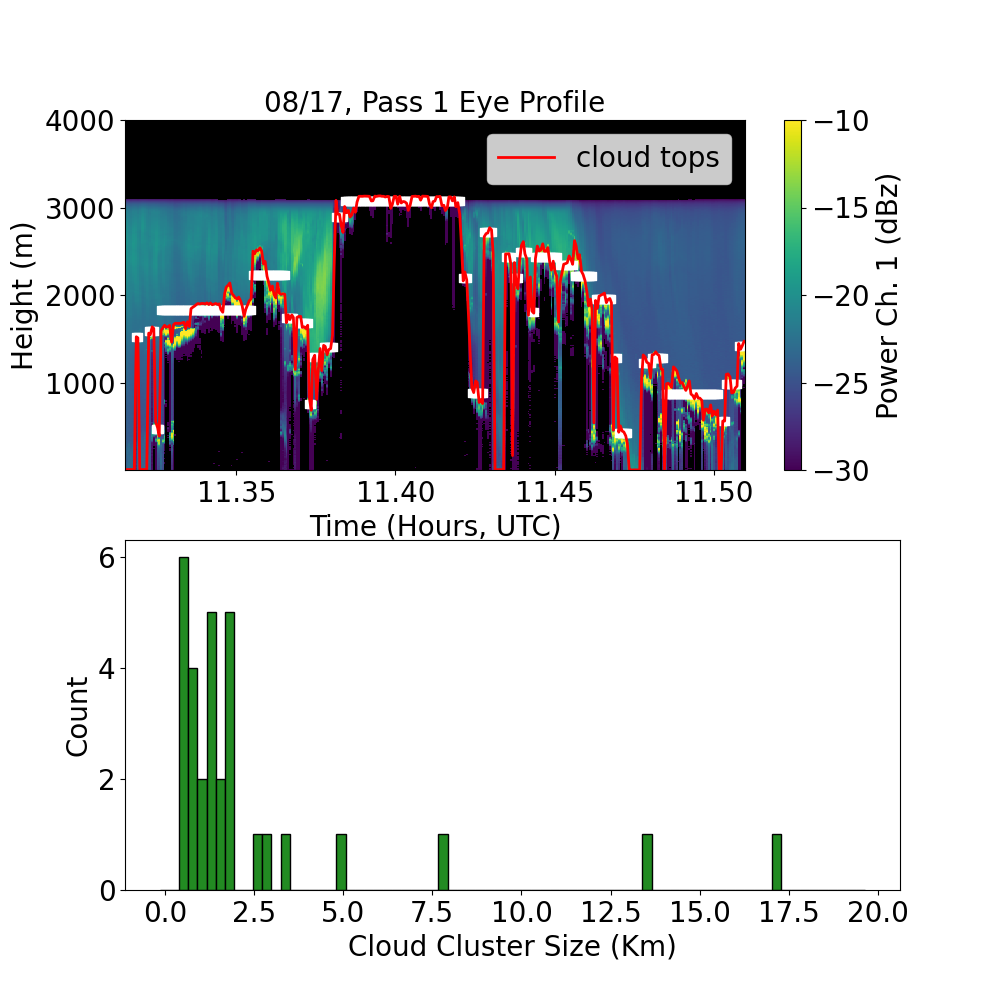 08/17, Pass 1 Eye Profile
4000
3000
2000
1000
Height (m)
cloud tops
11.35 11.40 11.45 11.50
Time (Hours, UTC)
−10
−15
−20
−25
−30
Power Ch. 1 (dBz)
6
4
2
0
Count
0.0 2.5 5.0 7.5 10.0 12.5 15.0 17.5 20.0
Cloud Cluster Size (Km)